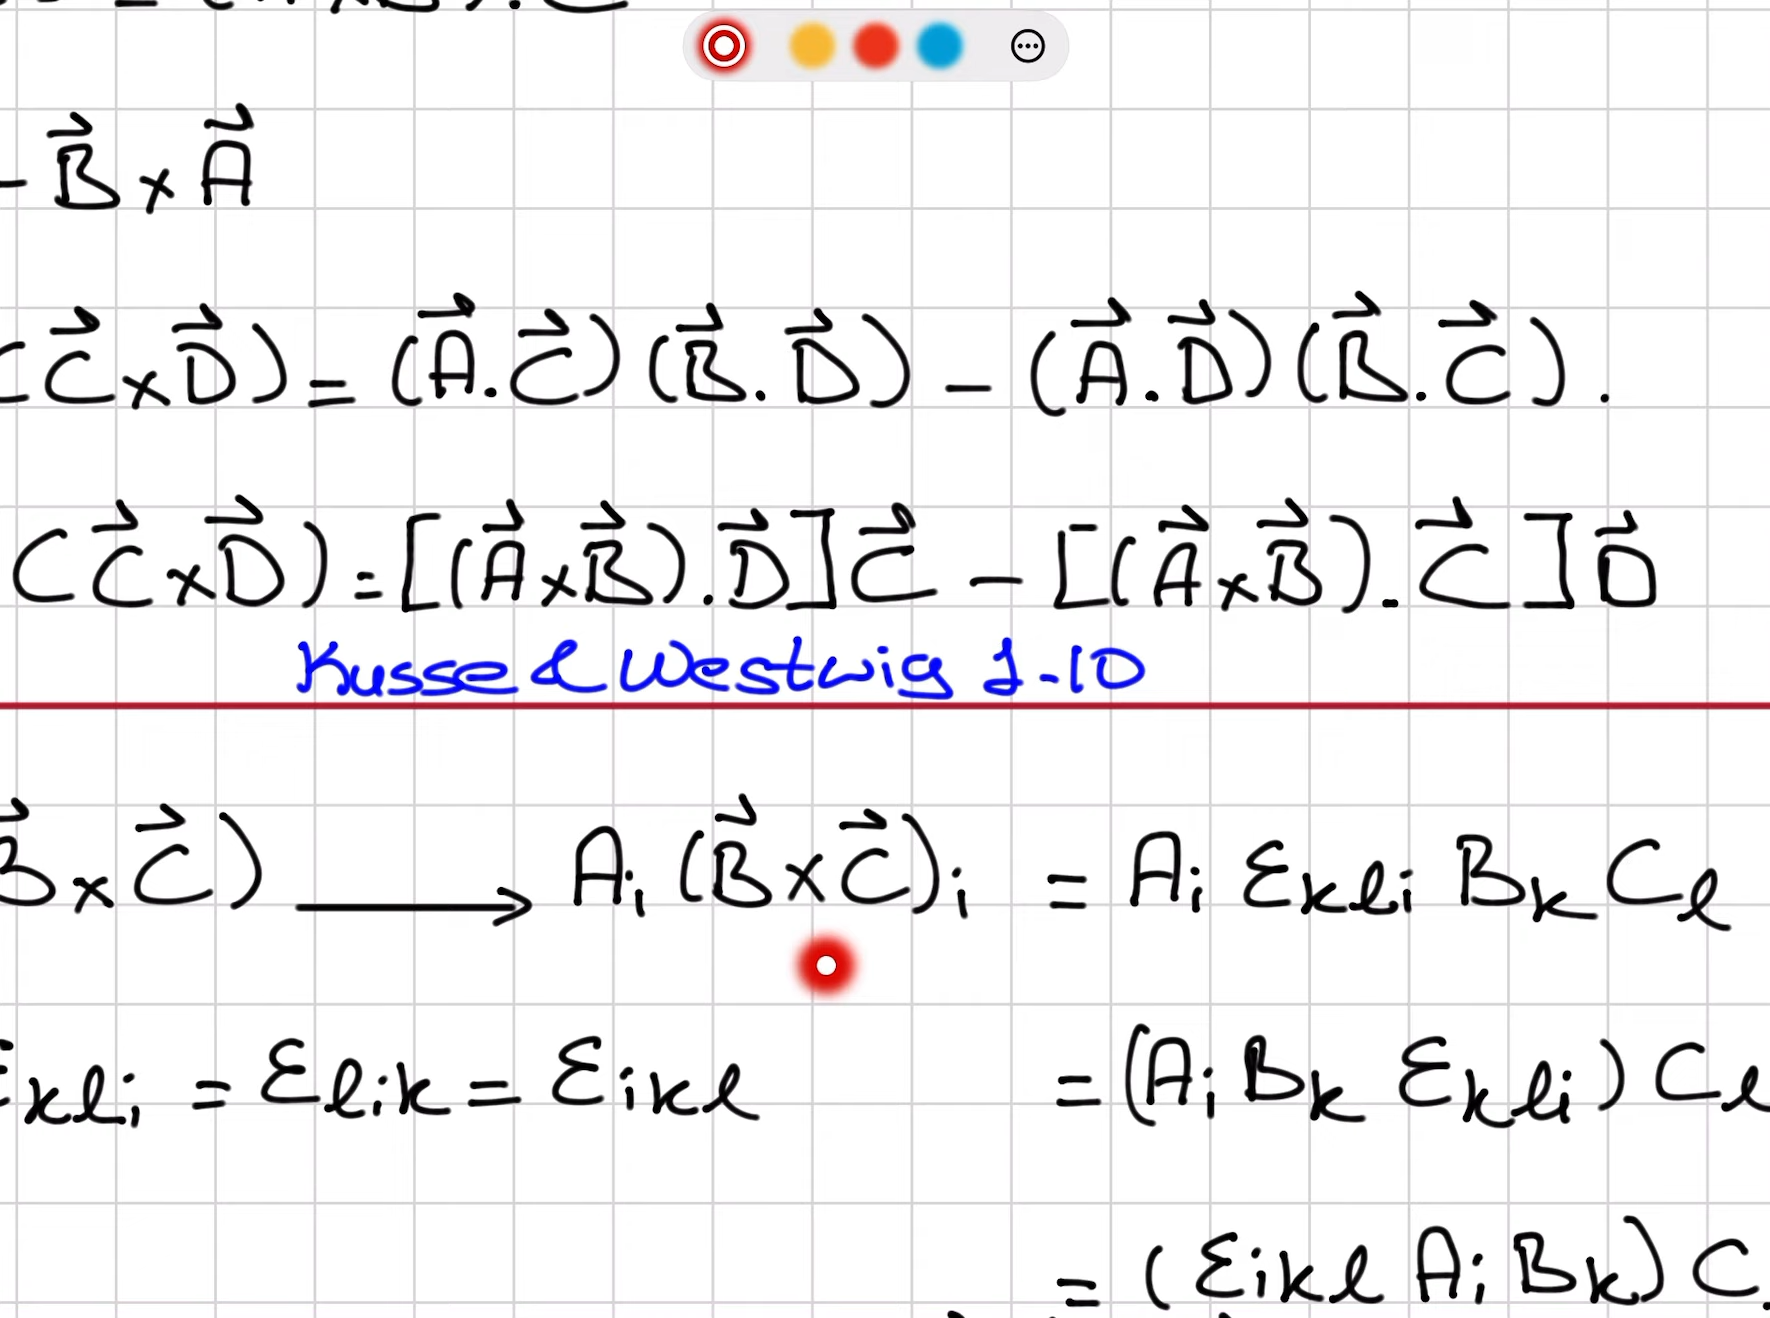 - B⃗ × A⃗
(C⃗ × D⃗) = (A⃗ . C⃗) (B⃗ . D⃗) - (A⃗ . D⃗) (B⃗ . C⃗) .
(C⃗ × D⃗) = [(A⃗ × B⃗) . D⃗] C⃗ - [(A⃗ × B⃗) . C⃗] D⃗
Kusse & Westwig 1-10
B⃗ × C⃗) ⟶ Aᵢ (B⃗ × C⃗)ᵢ = Aᵢ εₖₗᵢ Bₖ Cₗ
εₖₗᵢ = εₗᵢₖ = εᵢₖₗ = (Aᵢ Bₖ εₖₗᵢ) Cₗ
= (εᵢₖₗ Aᵢ Bₖ) C